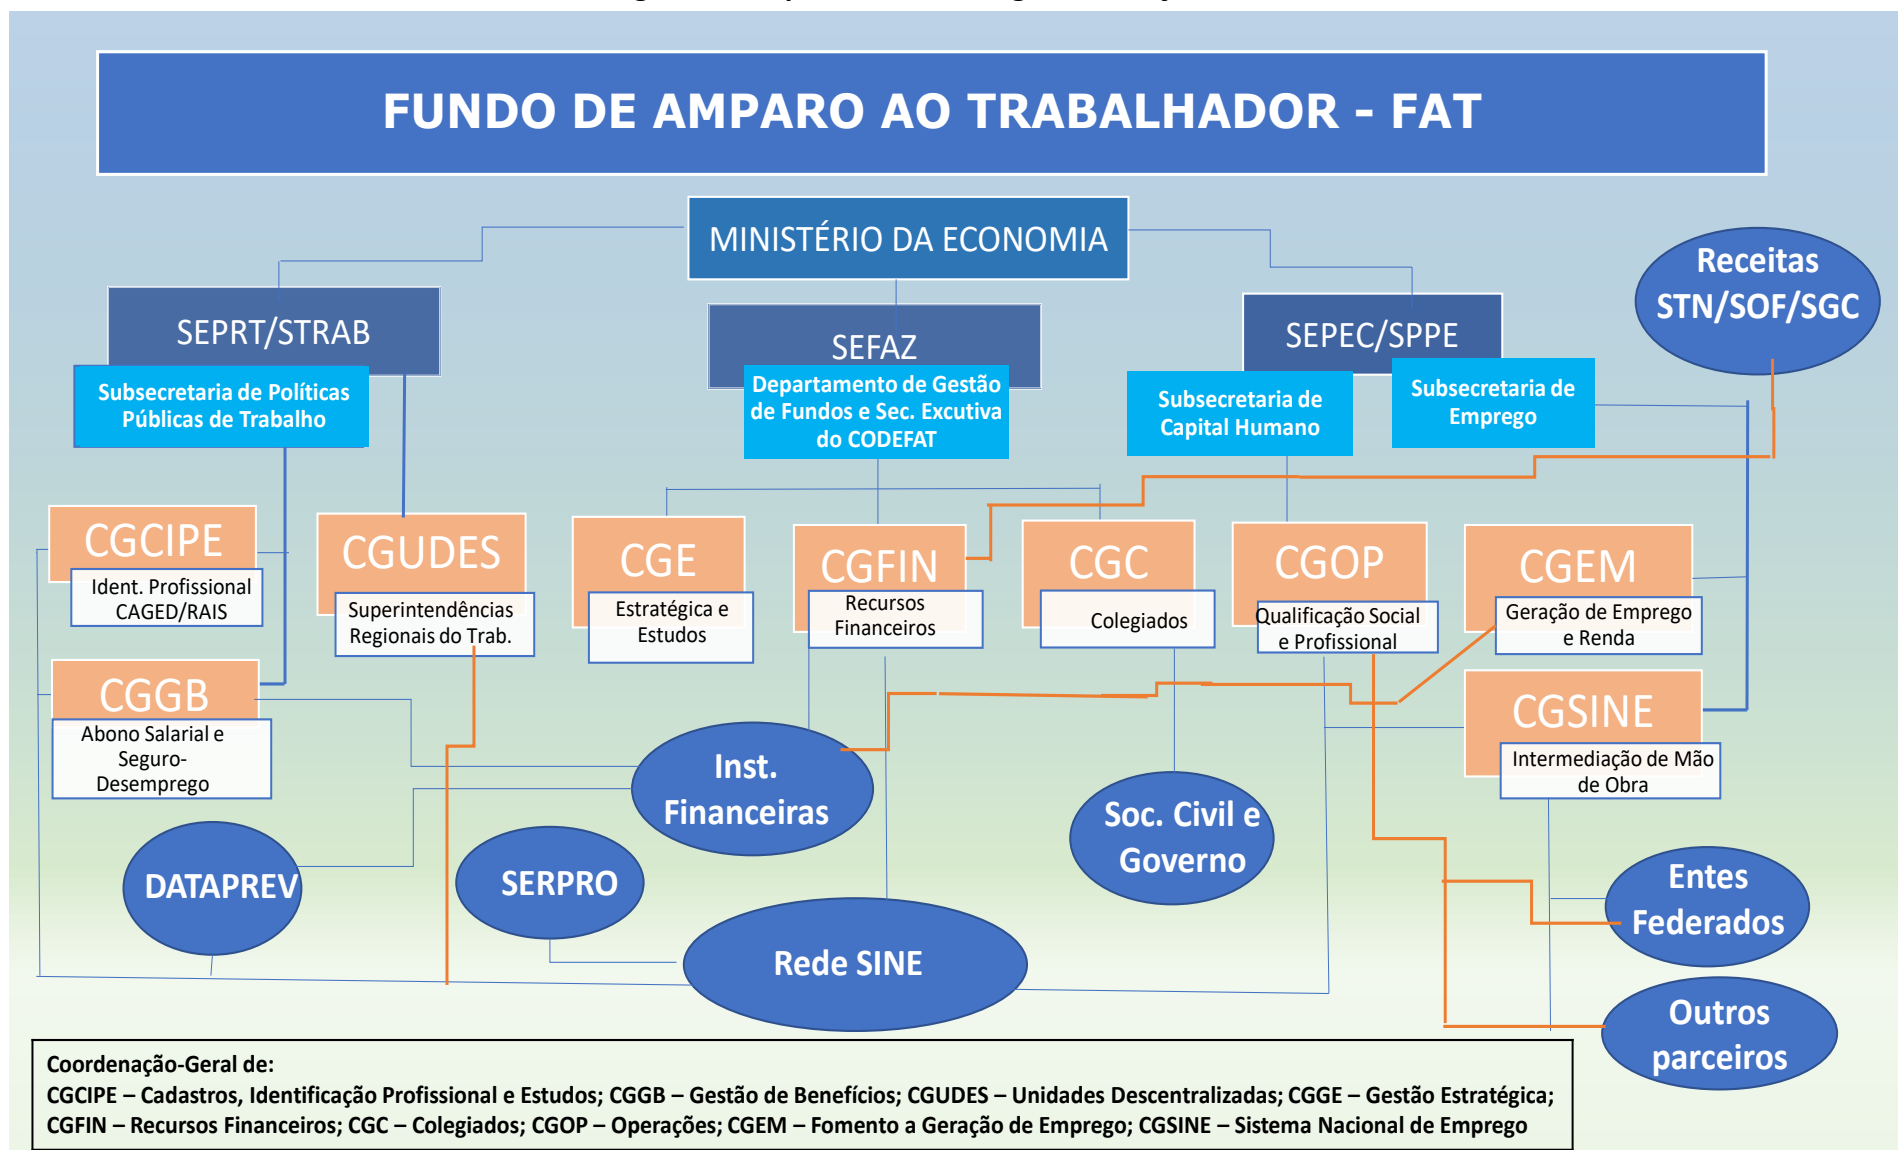 FUNDO DE AMPARO AO TRABALHADOR - FAT
MINISTÉRIO DA ECONOMIA
Receitas
STN/SOF/SGC
SEPRT/STRAB
SEFAZ
SEPEC/SPPE
Subsecretaria de Políticas
Públicas de Trabalho
Departamento de Gestão
de Fundos e Sec. Excutiva
do CODEFAT
Subsecretaria de
Capital Humano
Subsecretaria de
Emprego
CGCIPE
Ident. Profissional
CAGED/RAIS
CGUDES
Superintendências
Regionais do Trab.
CGE
Estratégica e
Estudos
CGFIN
Recursos
Financeiros
CGC
Colegiados
CGOP
Qualificação Social
e Profissional
CGEM
Geração de Emprego
e Renda
CGGB
Abono Salarial e
Seguro-
Desemprego
CGSINE
Intermediação de Mão
de Obra
Inst.
Financeiras
Soc. Civil e
Governo
DATAPREV
SERPRO
Rede SINE
Entes
Federados
Outros
parceiros
Coordenação-Geral de:
CGCIPE – Cadastros, Identificação Profissional e Estudos; CGGB – Gestão de Benefícios; CGUDES – Unidades Descentralizadas; CGGE – Gestão Estratégica;
CGFIN – Recursos Financeiros; CGC – Colegiados; CGOP – Operações; CGEM – Fomento a Geração de Emprego; CGSINE – Sistema Nacional de Emprego